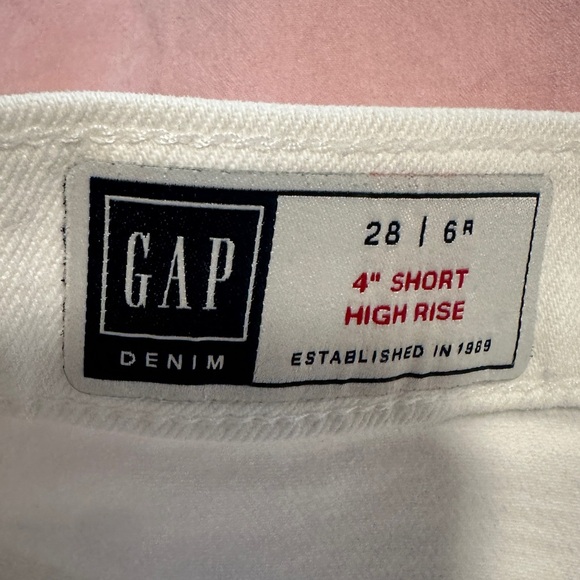 GAP
DENIM
28 | 6R
4" SHORT
HIGH RISE
ESTABLISHED IN 1969